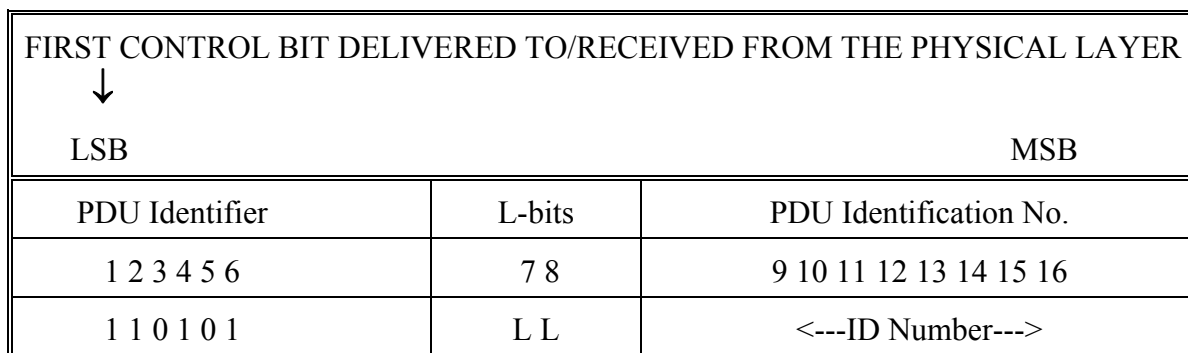 FIRST CONTROL BIT DELIVERED TO/RECEIVED FROM THE PHYSICAL LAYER
↓
LSB MSB
PDU Identifier L-bits PDU Identification No.
1 2 3 4 5 6 7 8 9 10 11 12 13 14 15 16
1 1 0 1 0 1 L L <---ID Number--->